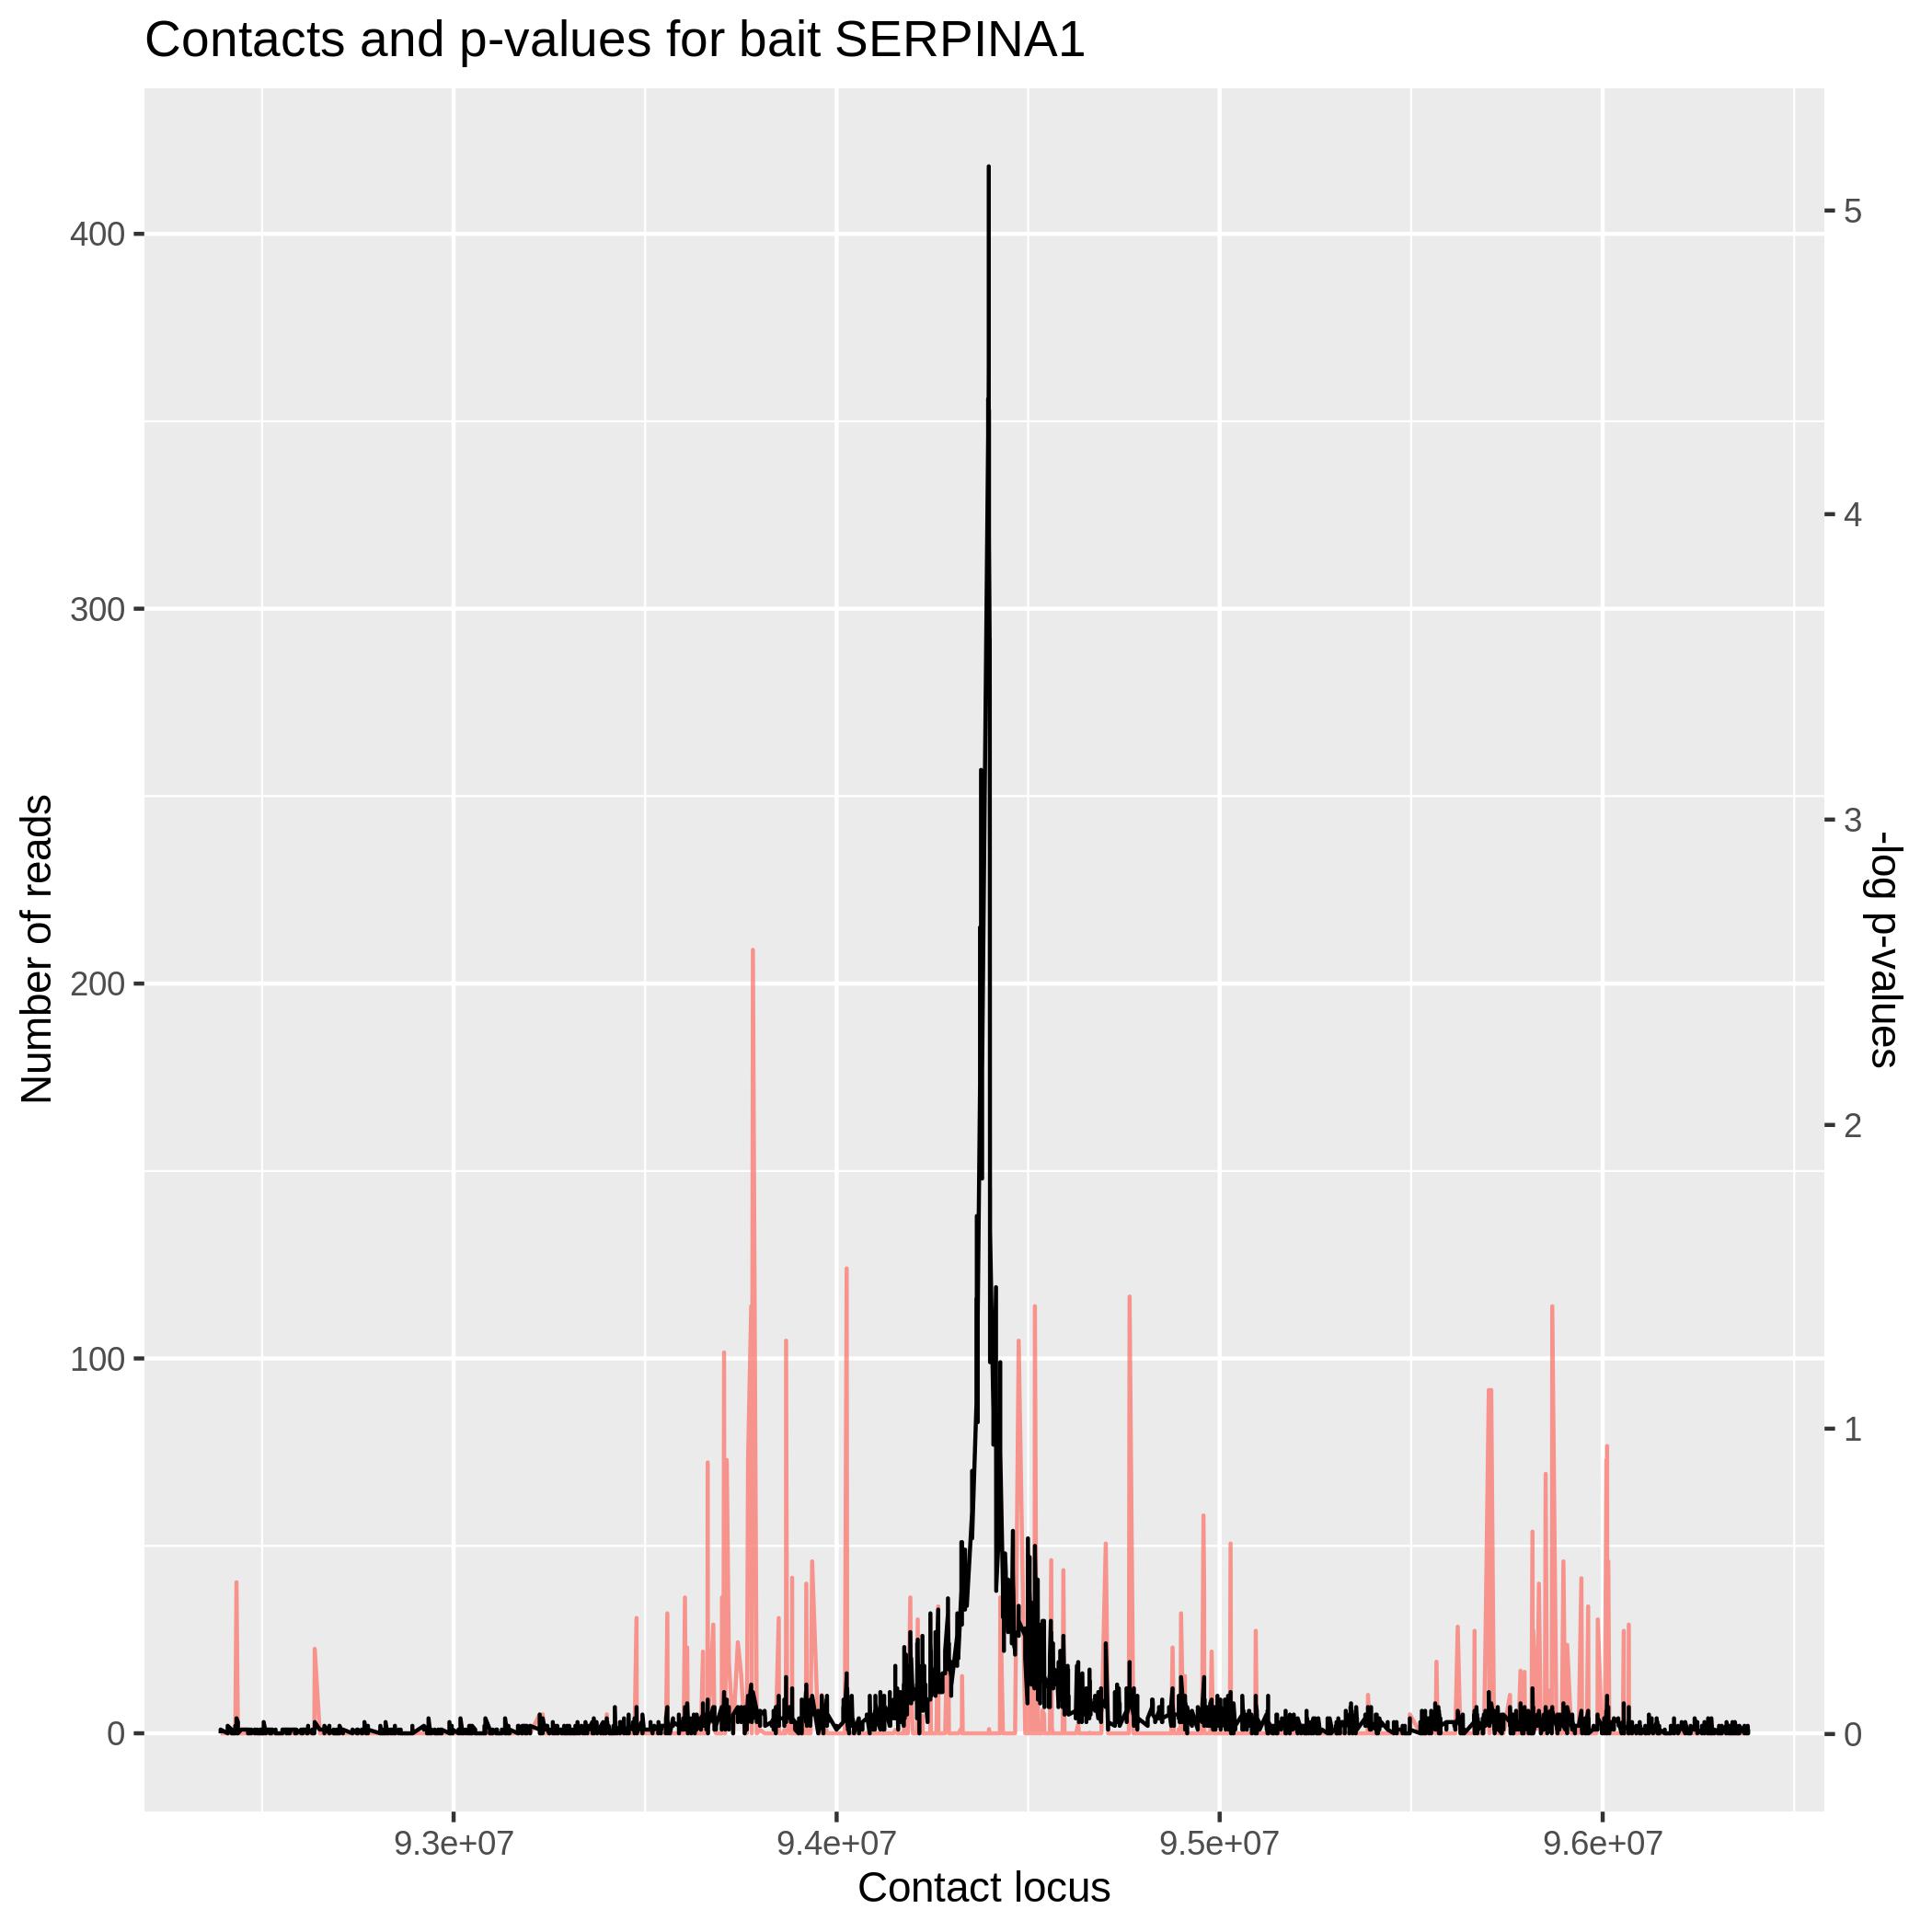 Contacts and p-values for bait SERPINA1
400
300
200
100
0
Number of reads
5
4
3
2
1
0
-log p-values
9.3e+07
9.4e+07
9.5e+07
9.6e+07
Contact locus